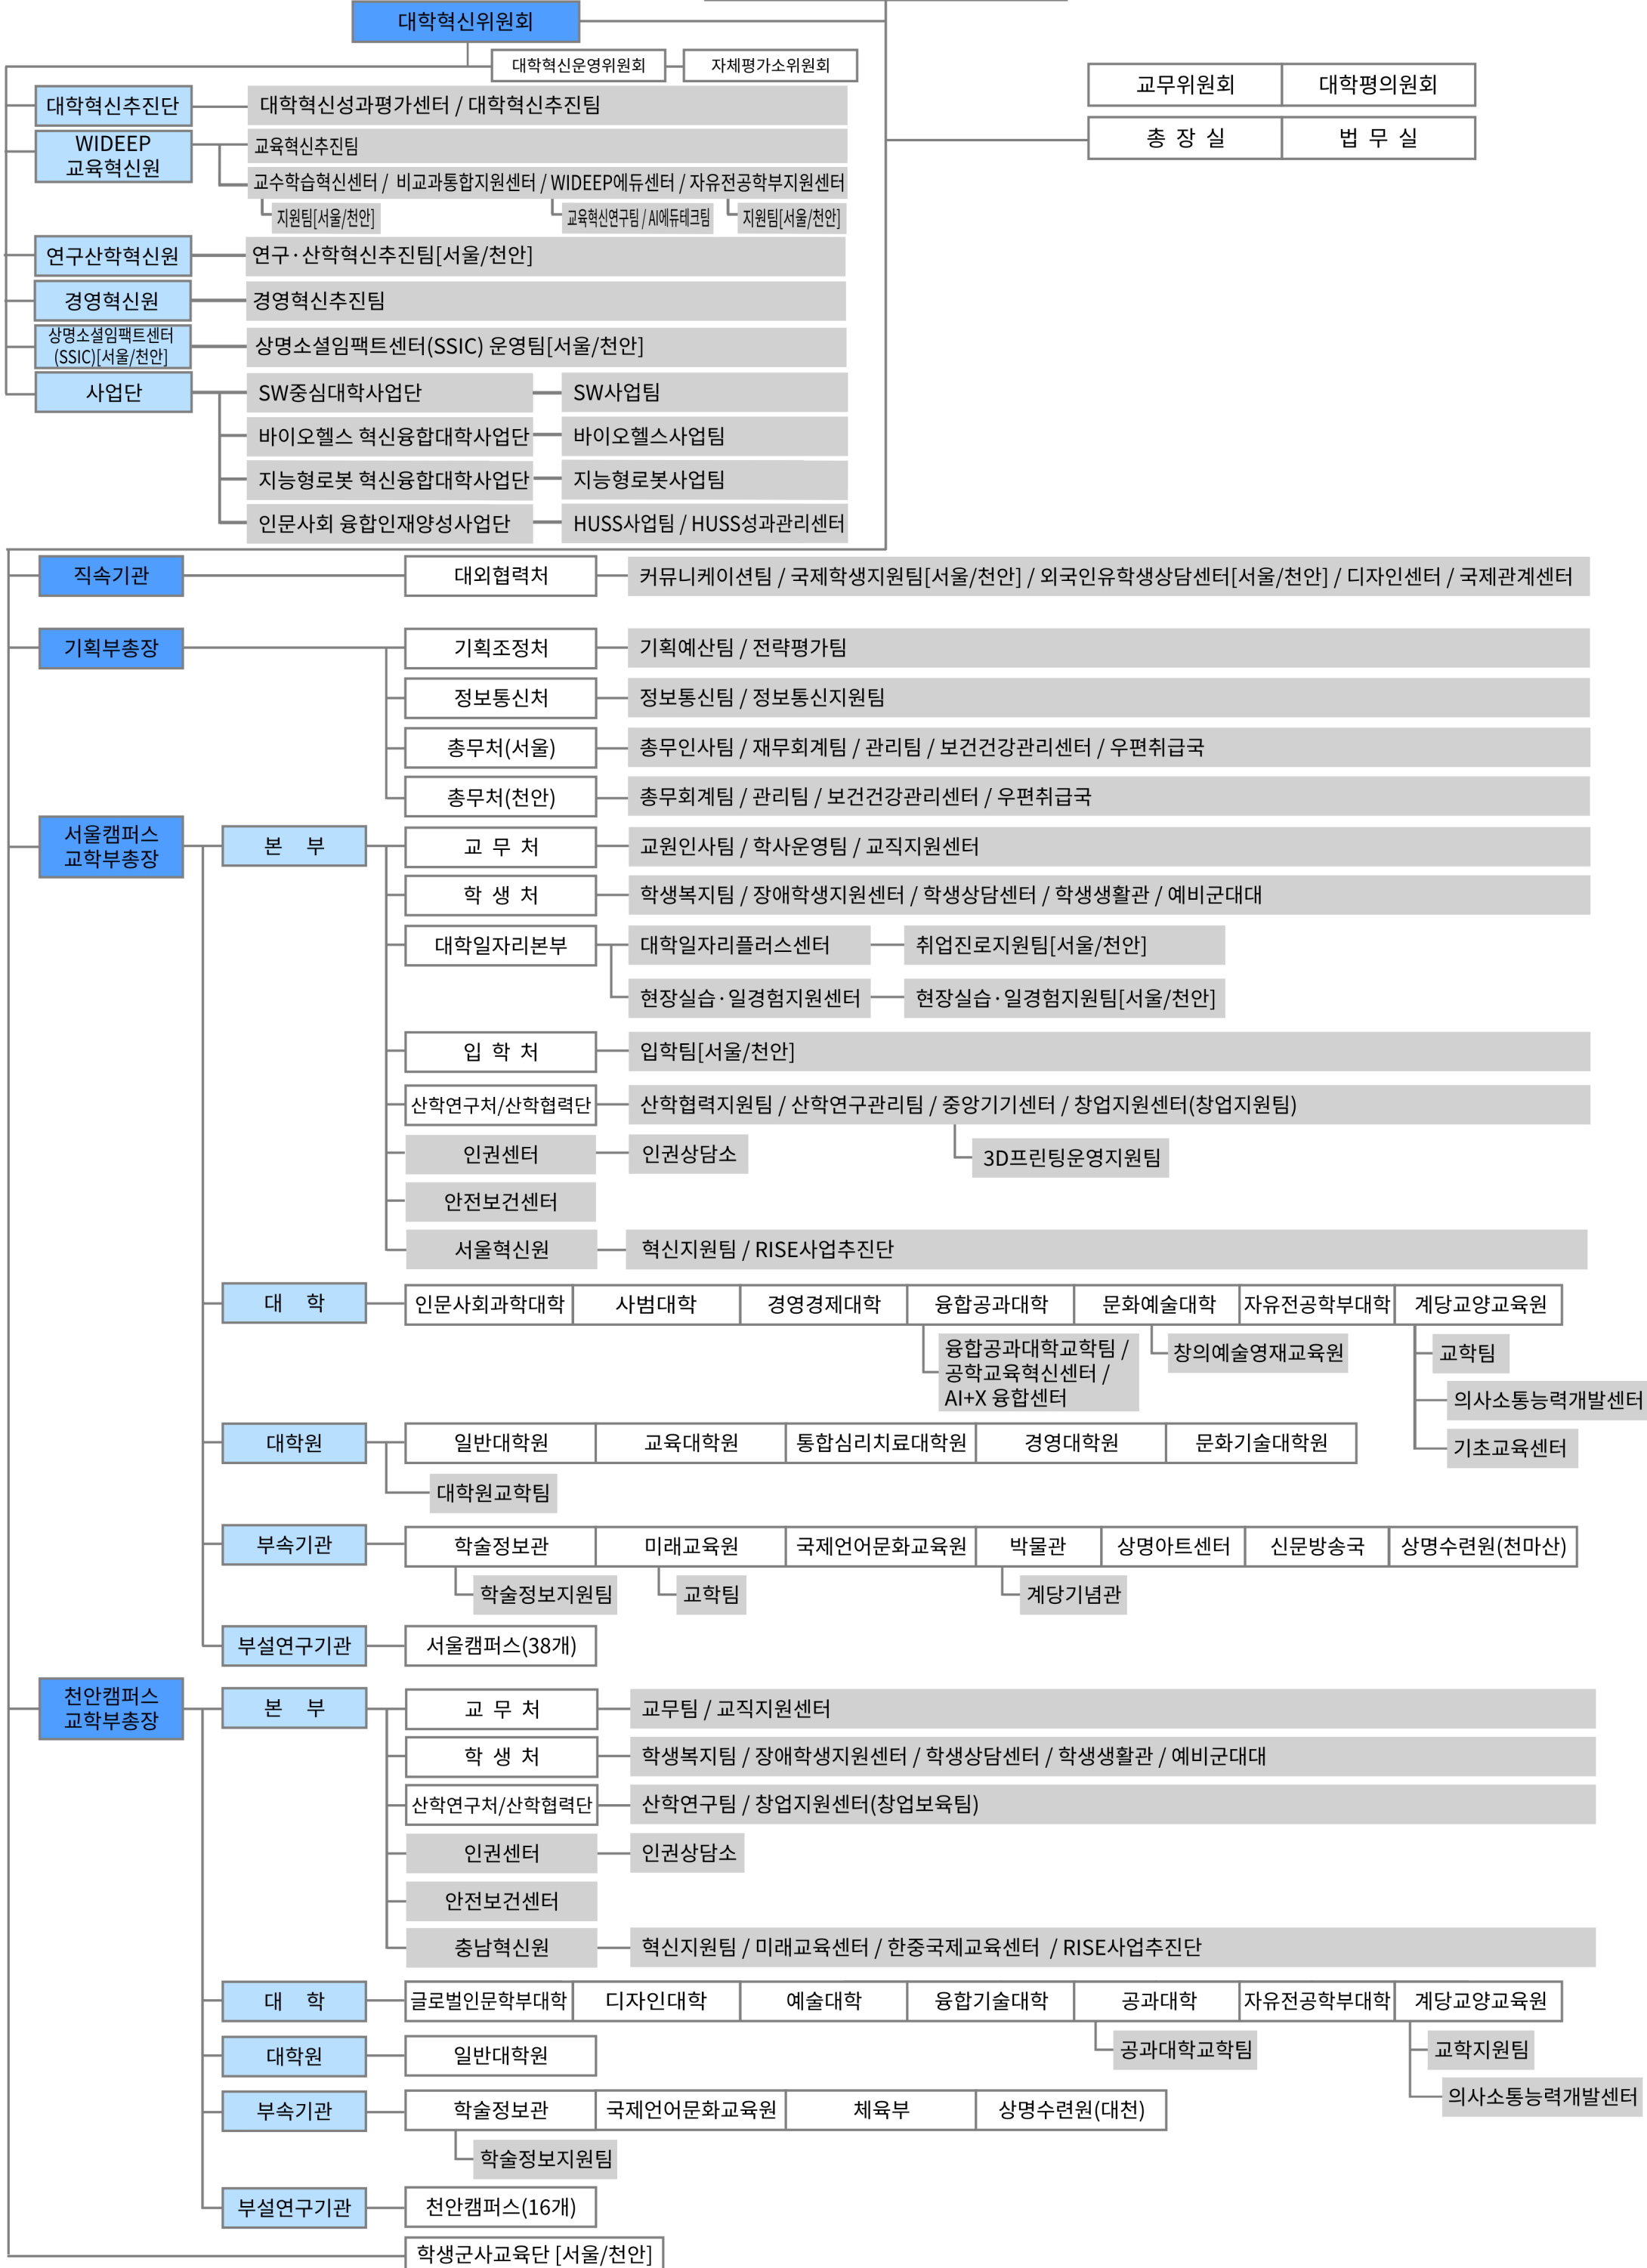 대학혁신위원회
대학혁신운영위원회
자체평가소위원회
교무위원회
대학평의원회
총 장 실
법 무 실
대학혁신추진단
대학혁신성과평가센터 / 대학혁신추진팀
WIDEEP
교육혁신원
교육혁신추진팀
교수학습혁신센터 / 비교과통합지원센터 / WIDEEP에듀센터 / 자유전공학부지원센터
지원팀[서울/천안]
교육혁신연구팀 / AI에듀테크팀
지원팀[서울/천안]
연구산학혁신원
연구·산학혁신추진팀[서울/천안]
경영혁신원
경영혁신추진팀
상명소셜임팩트센터
(SSIC)[서울/천안]
상명소셜임팩트센터(SSIC) 운영팀[서울/천안]
사업단
SW중심대학사업단
SW사업팀
바이오헬스 혁신융합대학사업단
바이오헬스사업팀
지능형로봇 혁신융합대학사업단
지능형로봇사업팀
인문사회 융합인재양성사업단
HUSS사업팀 / HUSS성과관리센터
직속기관
대외협력처
커뮤니케이션팀 / 국제학생지원팀[서울/천안] / 외국인유학생상담센터[서울/천안] / 디자인센터 / 국제관계센터
기획부총장
기획조정처
기획예산팀 / 전략평가팀
정보통신처
정보통신팀 / 정보통신지원팀
총무처(서울)
총무인사팀 / 재무회계팀 / 관리팀 / 보건건강관리센터 / 우편취급국
총무처(천안)
총무회계팀 / 관리팀 / 보건건강관리센터 / 우편취급국
서울캠퍼스
교학부총장
본 부
교 무 처
교원인사팀 / 학사운영팀 / 교직지원센터
학 생 처
학생복지팀 / 장애학생지원센터 / 학생상담센터 / 학생생활관 / 예비군대대
대학일자리본부
대학일자리플러스센터
취업진로지원팀[서울/천안]
현장실습·일경험지원센터
현장실습·일경험지원팀[서울/천안]
입 학 처
입학팀[서울/천안]
산학연구처/산학협력단
산학협력지원팀 / 산학연구관리팀 / 중앙기기센터 / 창업지원센터(창업지원팀)
3D프린팅운영지원팀
인권센터
인권상담소
안전보건센터
서울혁신원
혁신지원팀 / RISE사업추진단
대 학
인문사회과학대학
사범대학
경영경제대학
융합공과대학
문화예술대학
자유전공학부대학
계당교양교육원
융합공과대학교학팀 /
공학교육혁신센터 /
AI+X 융합센터
창의예술영재교육원
교학팀
의사소통능력개발센터
기초교육센터
대학원
일반대학원
교육대학원
통합심리치료대학원
경영대학원
문화기술대학원
대학원교학팀
부속기관
학술정보관
미래교육원
국제언어문화교육원
박물관
상명아트센터
신문방송국
상명수련원(천마산)
학술정보지원팀
교학팀
계당기념관
부설연구기관
서울캠퍼스(38개)
천안캠퍼스
교학부총장
본 부
교 무 처
교무팀 / 교직지원센터
학 생 처
학생복지팀 / 장애학생지원센터 / 학생상담센터 / 학생생활관 / 예비군대대
산학연구처/산학협력단
산학연구팀 / 창업지원센터(창업보육팀)
인권센터
인권상담소
안전보건센터
충남혁신원
혁신지원팀 / 미래교육센터 / 한중국제교육센터 / RISE사업추진단
대 학
글로벌인문학부대학
디자인대학
예술대학
융합기술대학
공과대학
자유전공학부대학
계당교양교육원
공과대학교학팀
교학지원팀
의사소통능력개발센터
대학원
일반대학원
부속기관
학술정보관
국제언어문화교육원
체육부
상명수련원(대천)
학술정보지원팀
부설연구기관
천안캠퍼스(16개)
학생군사교육단 [서울/천안]